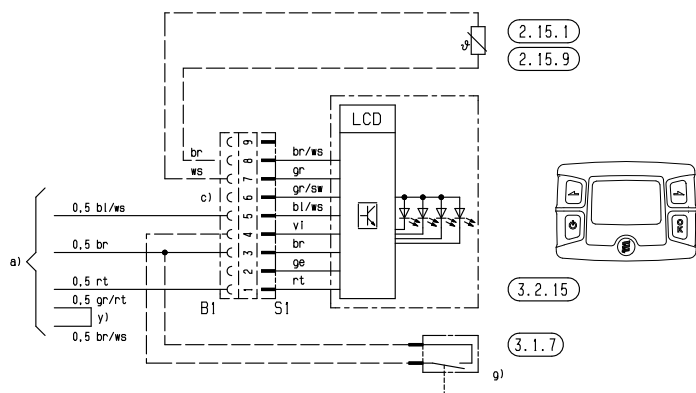 2.15.1
2.15.9
ϑ
LCD
br
ws
c)
9
8
7
6
5
4
3
2
1
br/ws
gr
gr/sw
bl/ws
vi
br
ge
rt
a)
0,5 bl/ws
0,5 br
0,5 rt
0,5 gr/rt
y)
0,5 br/ws
B1
S1
3.2.15
3.1.7
g)
OK